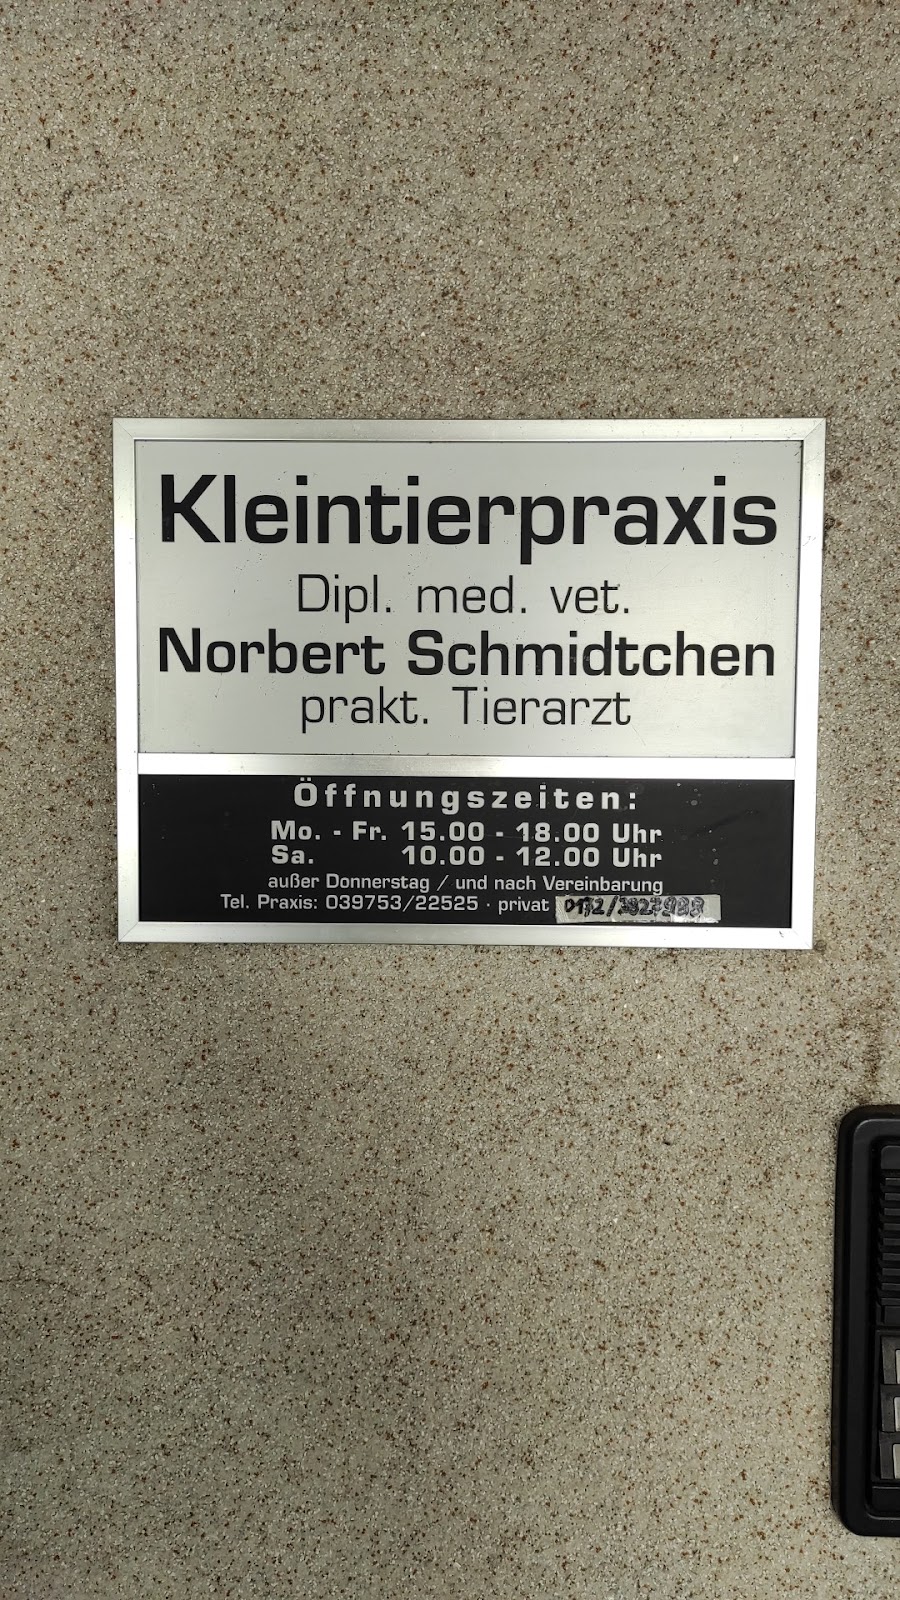 Kleintierpraxis
Dipl. med. vet.
Norbert Schmidtchen
prakt. Tierarzt
Öffnungszeiten:
Mo. - Fr. 15.00 - 18.00 Uhr
Sa. 10.00 - 12.00 Uhr
außer Donnerstag / und nach Vereinbarung
Tel. Praxis: 039753/22525 · privat